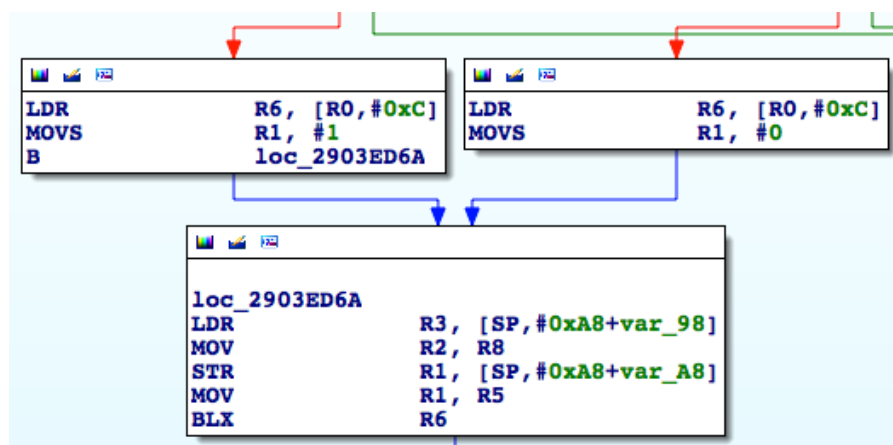 LDR R6, [R0,#0xC]
MOVS R1, #1
B loc_2903ED6A
LDR R6, [R0,#0xC]
MOVS R1, #0
loc_2903ED6A
LDR R3, [SP,#0xA8+var_98]
MOV R2, R8
STR R1, [SP,#0xA8+var_A8]
MOV R1, R5
BLX R6